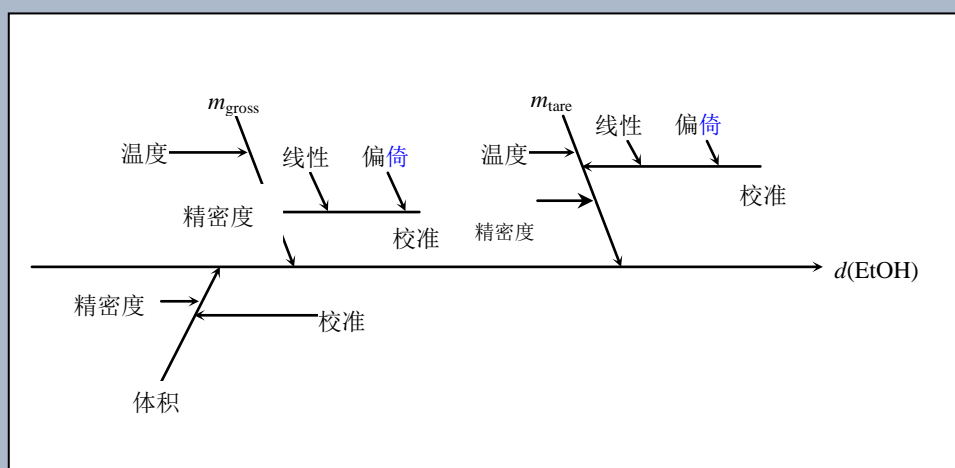 m_gross
温度
线性
偏倚
精密度
校准
m_tare
线性
偏倚
温度
校准
精密度
d(EtOH)
精密度
校准
体积